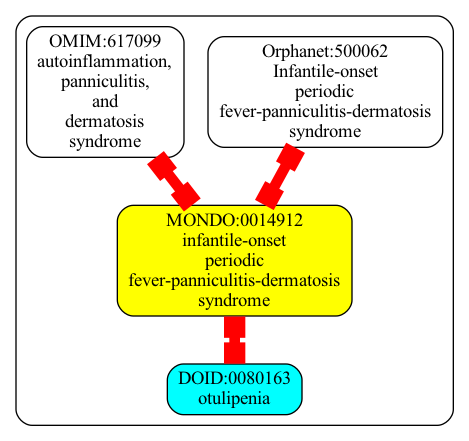 OMIM:617099
autoinflammation,
panniculitis,
and
dermatosis
syndrome
Orphanet:500062
Infantile-onset
periodic
fever-panniculitis-dermatosis
syndrome
MONDO:0014912
infantile-onset
periodic
fever-panniculitis-dermatosis
syndrome
DOID:0080163
otulipenia